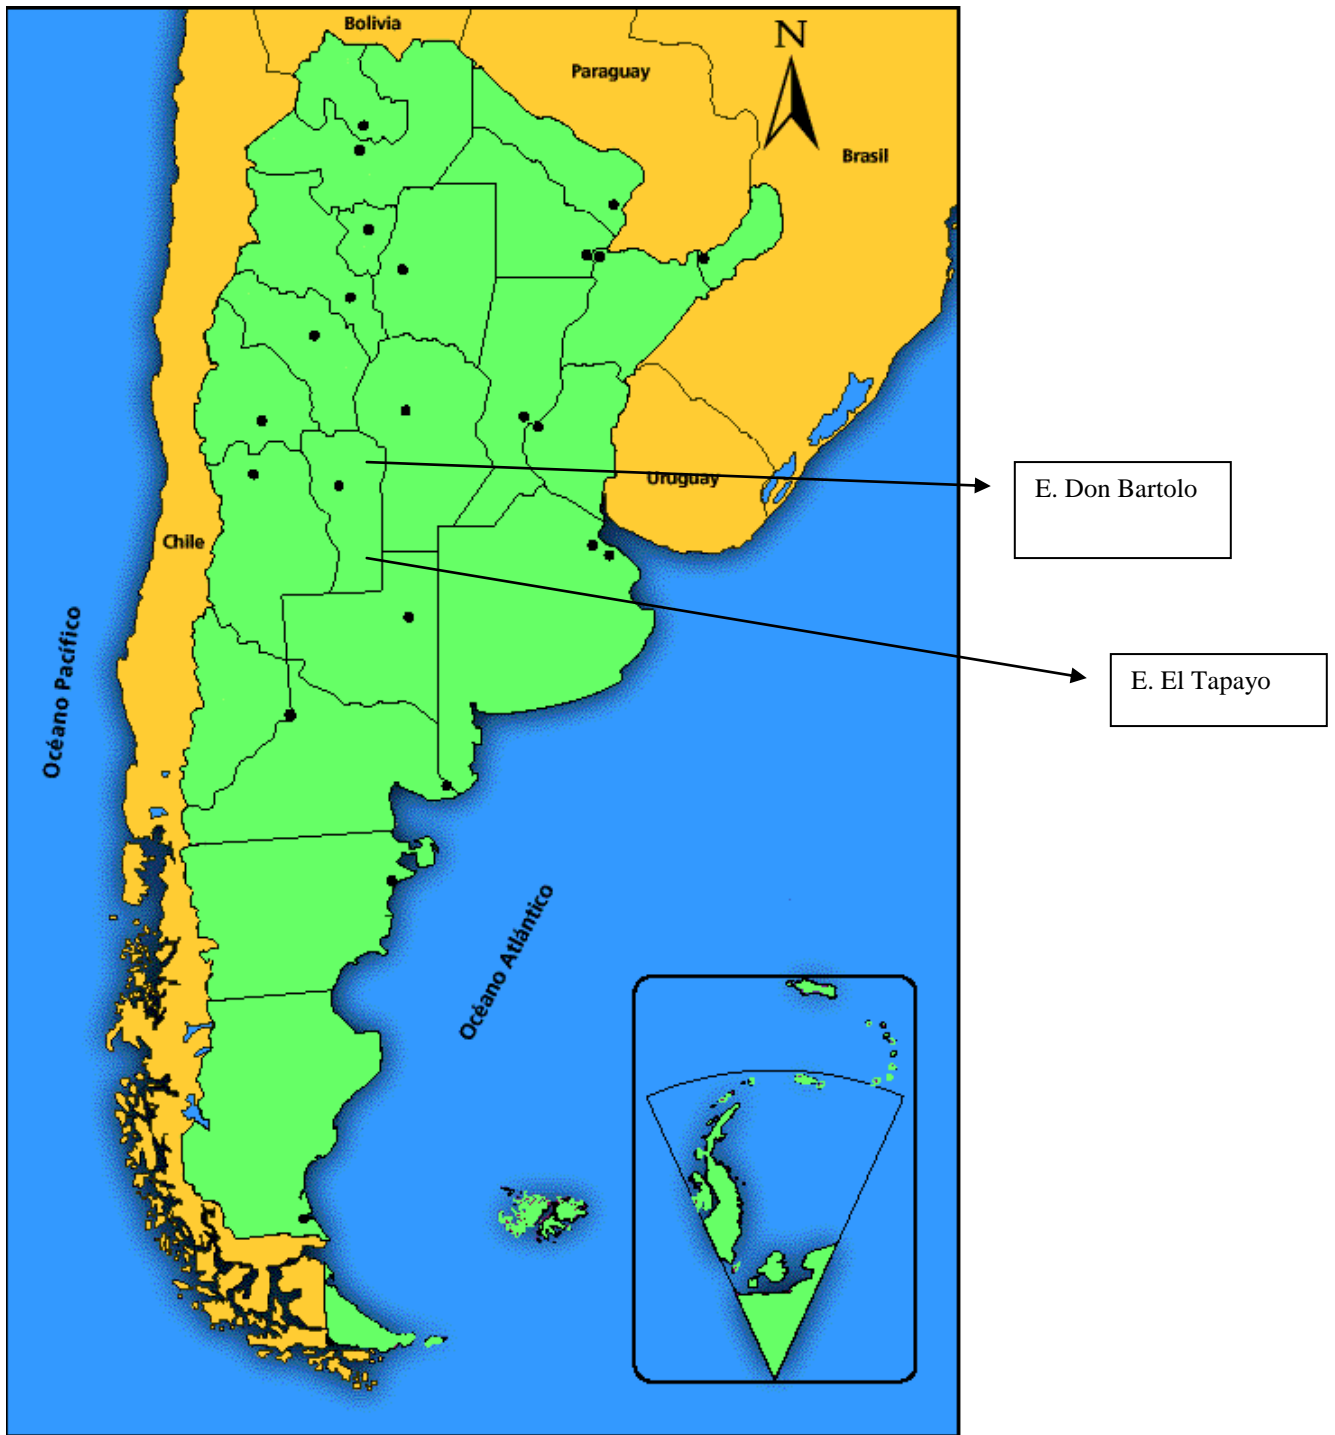 Bolivia
N
Paraguay
Brasil
Uruguay
E. Don Bartolo
Chile
Océano Pacífico
E. El Tapayo
Océano Atlántico